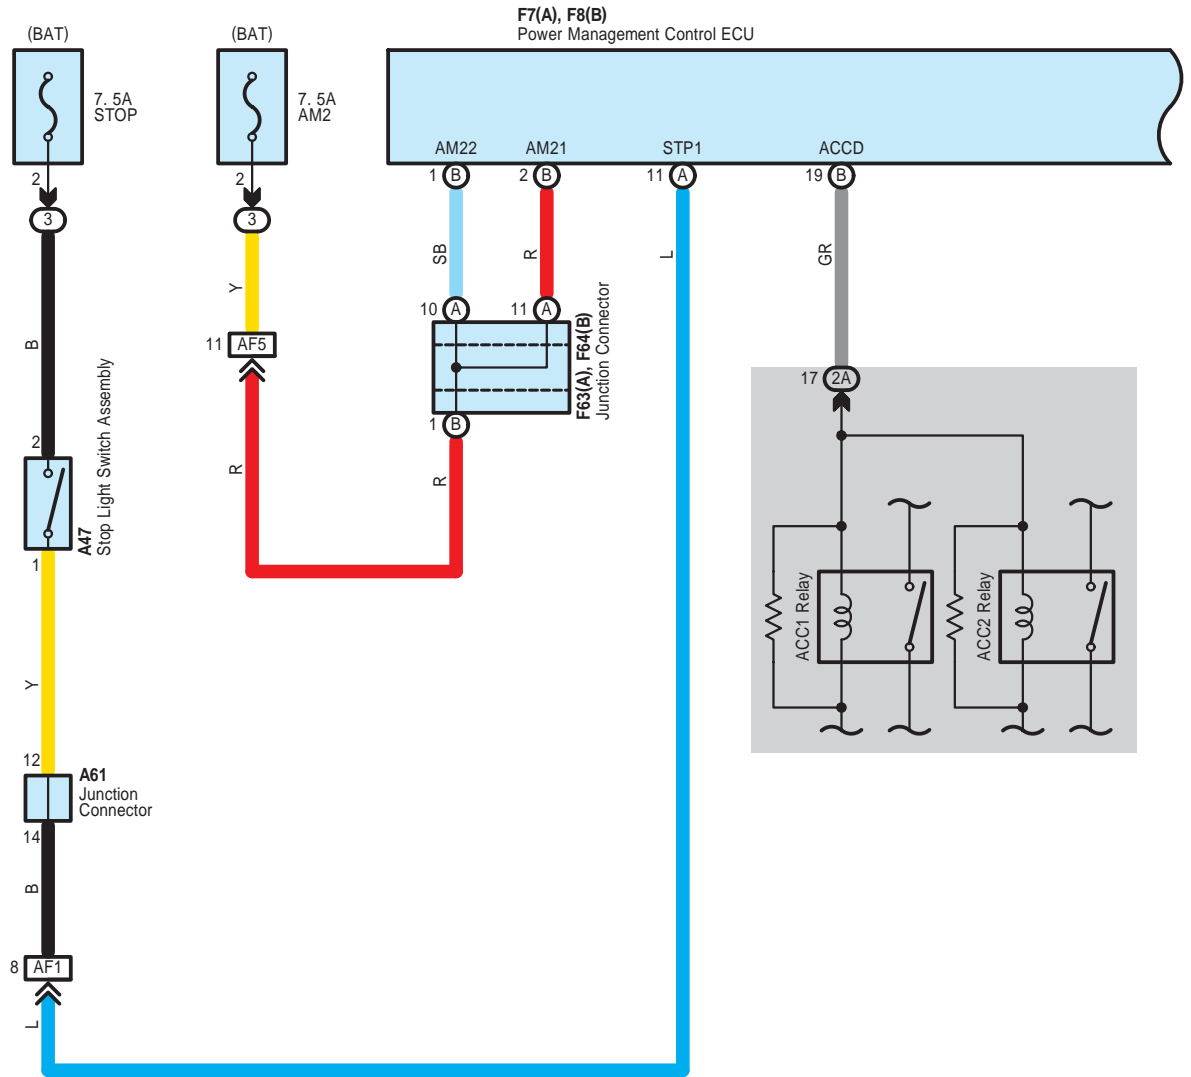 F7(A), F8(B)
Power Management Control ECU
(BAT)
(BAT)
7. 5A
STOP
7. 5A
AM2
AM22
AM21
STP1
ACCD
2
2
1 B
2 B
11 A
19 B
3
3
B
Y
SB
R
L
GR
10 A
11 A
11 AF5
F63(A), F64(B)
Junction Connector
17 2A
1 B
R
R
2
A47
Stop Light Switch Assembly
1
ACC1 Relay
ACC2 Relay
Y
12
A61
Junction
Connector
14
B
8 AF1
L